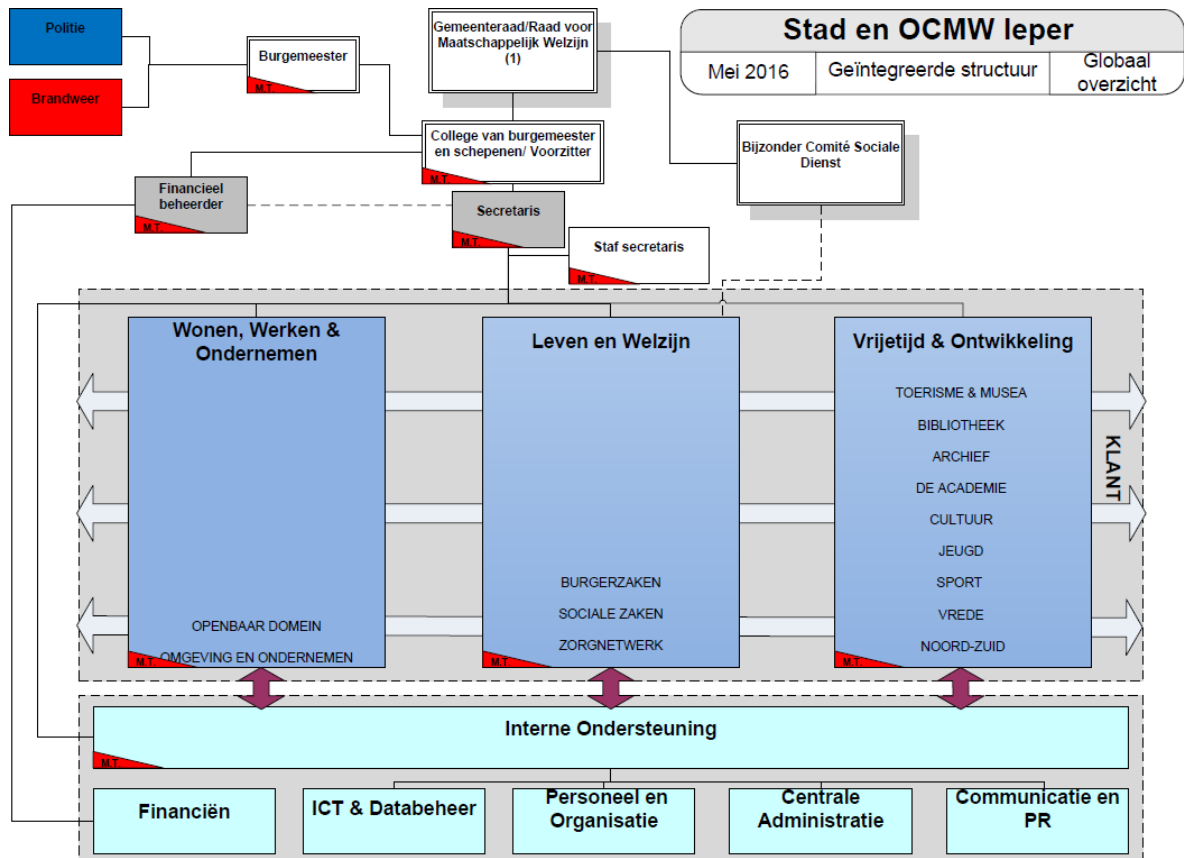 Politie
Brandweer
Burgemeester
M.T.
Gemeenteraad/Raad voor
Maatschappelijk Welzijn
(1)
Stad en OCMW Ieper
Mei 2016
Geïntegreerde structuur
Globaal
overzicht
College van burgemeester
en schepenen/ Voorzitter
M.T.
Bijzonder Comité Sociale
Dienst
Financieel
beheerder
M.T.
Secretaris
M.T.
Staf secretaris
M.T.
Wonen, Werken &
Ondernemen
OPENBAAR DOMEIN
OMGEVING EN ONDERNEMEN
M.T.
Leven en Welzijn
BURGERZAKEN
SOCIALE ZAKEN
ZORGNETWERK
M.T.
Vrijetijd & Ontwikkeling
TOERISME & MUSEA
BIBLIOTHEEK
ARCHIEF
DE ACADEMIE
CULTUUR
JEUGD
SPORT
VREDE
NOORD-ZUID
M.T.
KLANT
Interne Ondersteuning
M.T.
Financiën
ICT & Databeheer
Personeel en
Organisatie
Centrale
Administratie
Communicatie en
PR